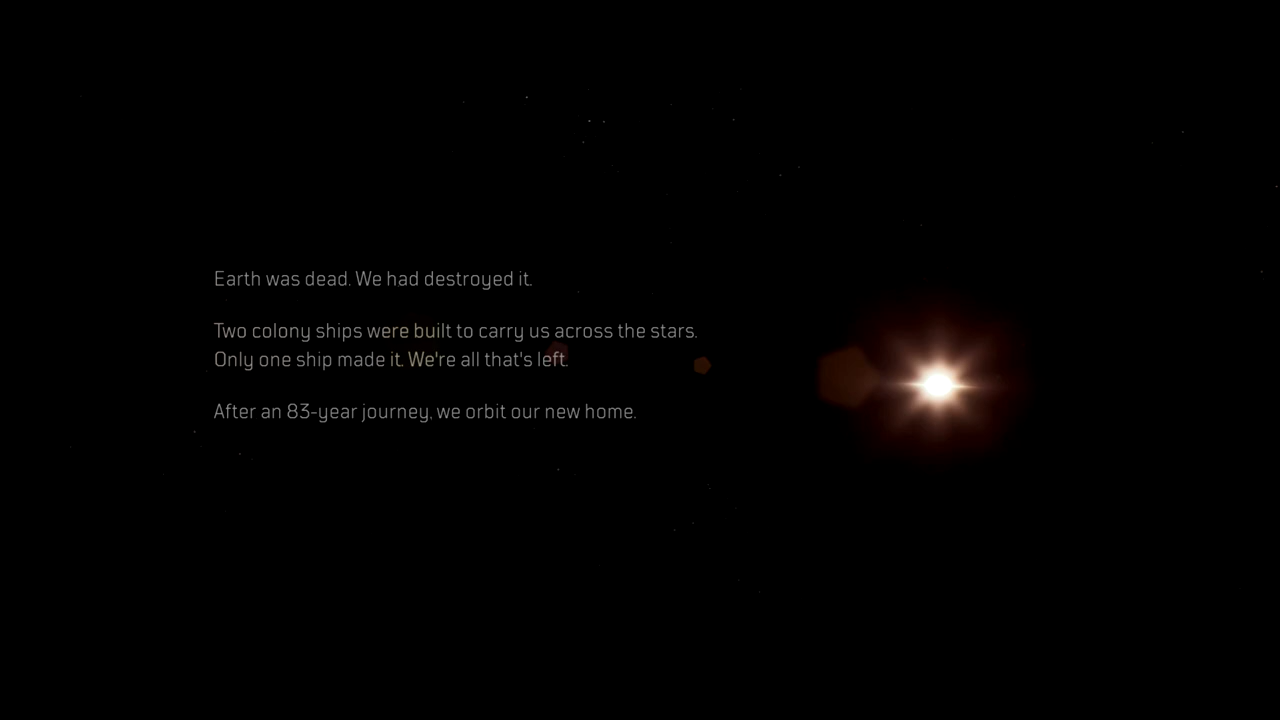 Earth was dead. We had destroyed it.
Two colony ships were built to carry us across the stars.
Only one ship made it. We're all that's left.
After an 83-year journey, we orbit our new home.